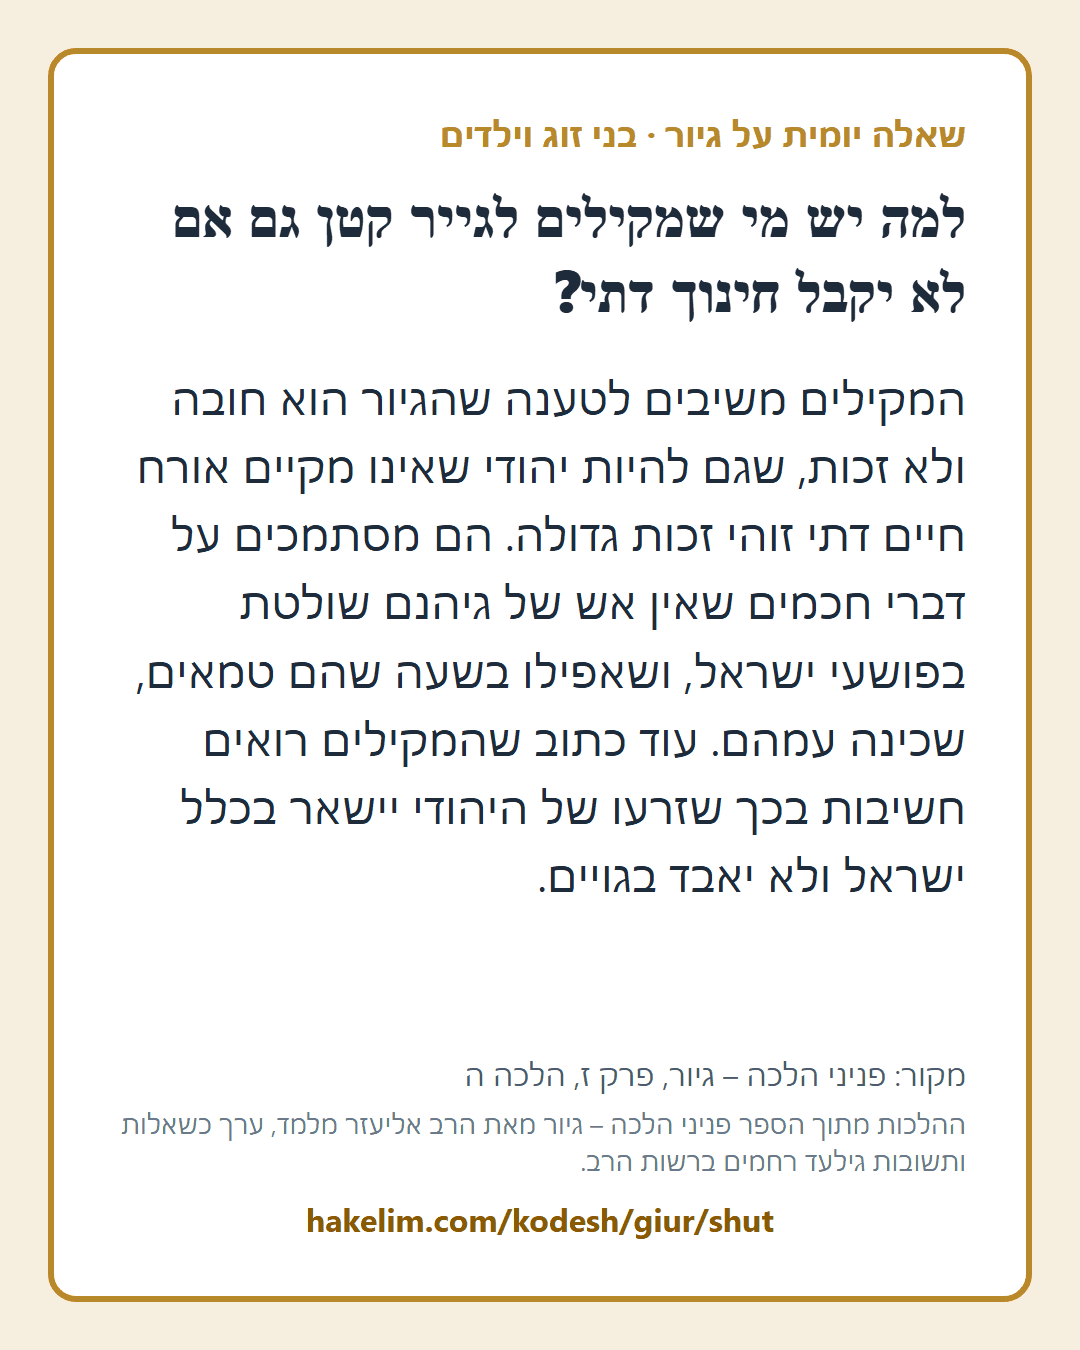 שאלה יומית על גיור · בני זוג וילדים
למה יש מי שמקילים לגייר קטן גם אם
לא יקבל חינוך דתי?
המקילים משיבים לטענה שהגיור הוא חובה
ולא זכות, שגם להיות יהודי שאינו מקיים אורח
חיים דתי זוהי זכות גדולה. הם מסתמכים על
דברי חכמים שאין אש של גיהנם שולטת
בפושעי ישראל, ושאפילו בשעה שהם טמאים,
שכינה עמהם. עוד כתוב שהמקילים רואים
חשיבות בכך שזרעו של היהודי יישאר בכלל
ישראל ולא יאבד בגויים.
מקור: פניני הלכה – גיור, פרק ז, הלכה ה
ההלכות מתוך הספר פניני הלכה – גיור מאת הרב אליעזר מלמד, ערך כשאלות
ותשובות גילעד רחמים ברשות הרב.
hakelim.com/kodesh/giur/shut